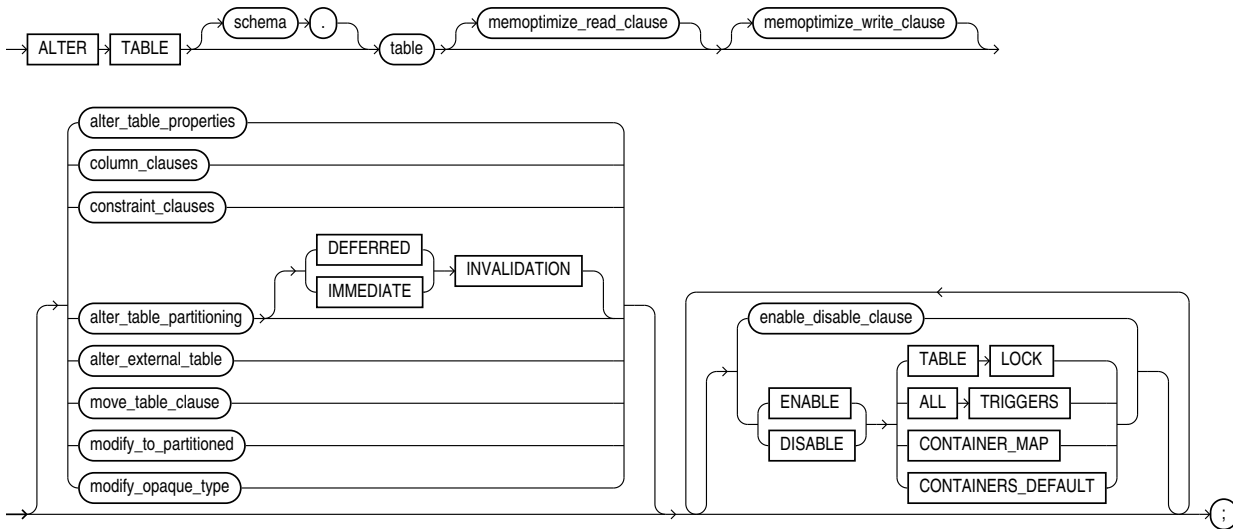 schema . memoptimize_read_clause memoptimize_write_clause
ALTER TABLE table
alter_table_properties
column_clauses
constraint_clauses
DEFERRED
INVALIDATION
IMMEDIATE
alter_table_partitioning enable_disable_clause
alter_external_table TABLE LOCK
move_table_clause ENABLE ALL TRIGGERS
modify_to_partitioned DISABLE CONTAINER_MAP
modify_opaque_type CONTAINERS_DEFAULT
;